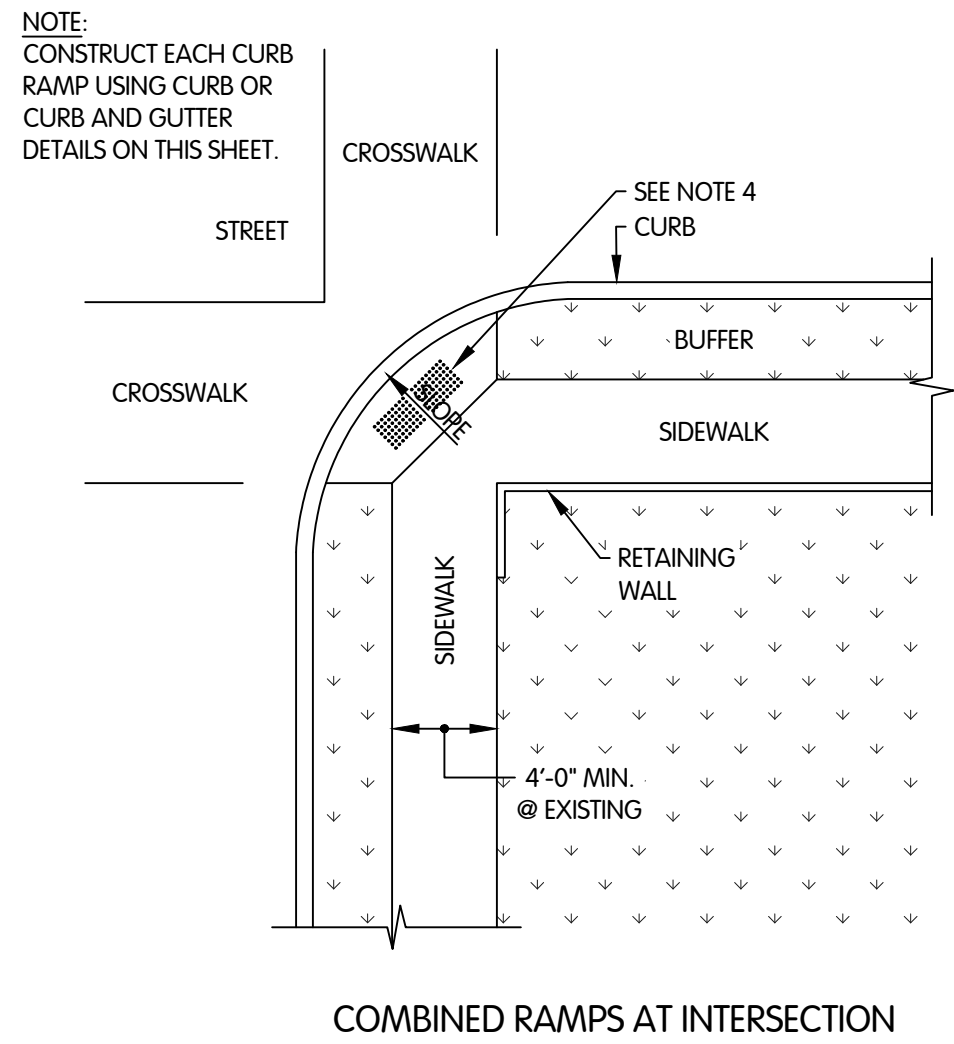 NOTE:
CONSTRUCT EACH CURB
RAMP USING CURB OR
CURB AND GUTTER
DETAILS ON THIS SHEET.
CROSSWALK
SEE NOTE 4
STREET
CURB
BUFFER
CROSSWALK
SLOPE
SIDEWALK
RETAINING
WALL
SIDEWALK
4'-0" MIN.
@ EXISTING
COMBINED RAMPS AT INTERSECTION